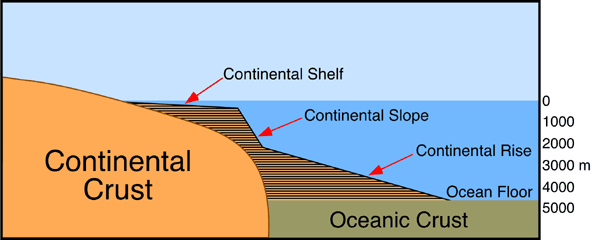 Continental Shelf
Continental Slope
Continental Rise
Ocean Floor
Continental
Crust
Oceanic Crust
0
1000
2000
3000 m
4000
5000